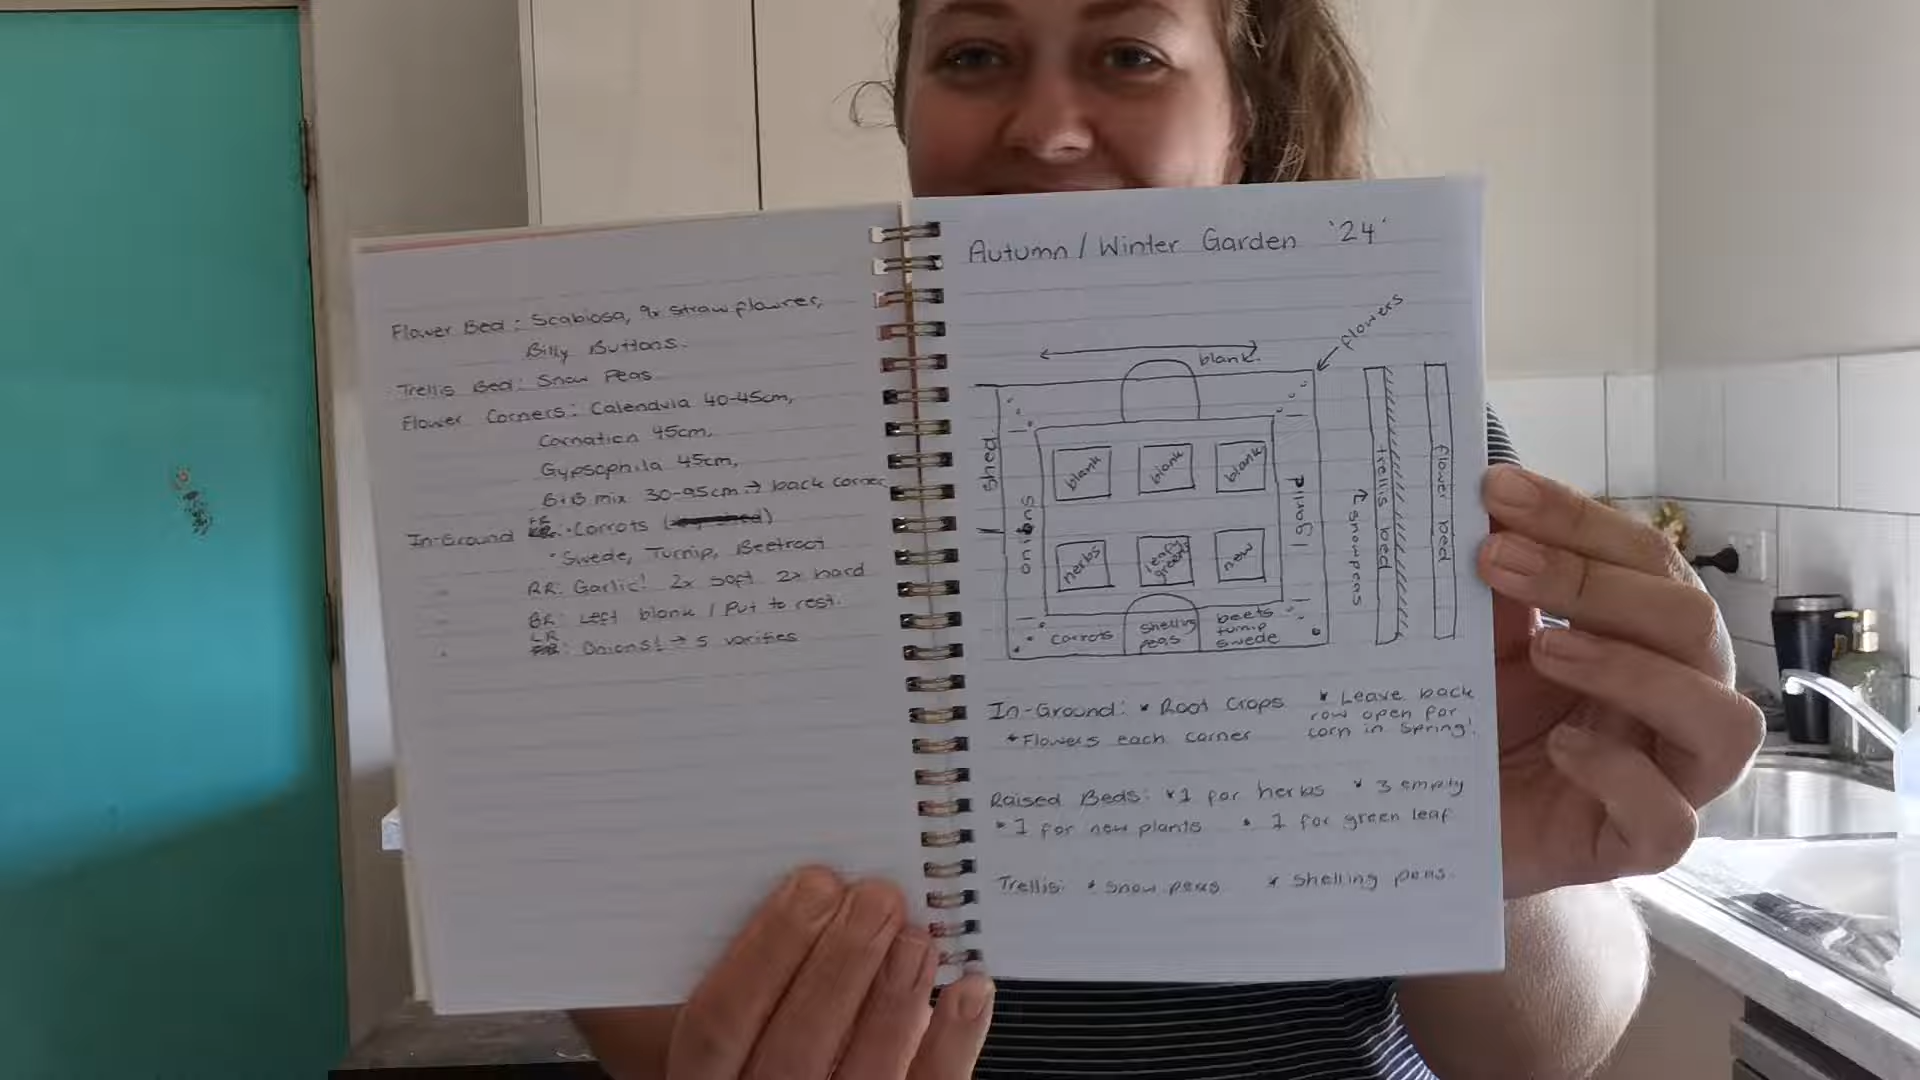 Flower Bed: Scabiosa, 9x strawflower,
Billy Buttons.
Trellis Bed: Snow Peas
Flower Corners: Calendula 40-45cm,
Carnation 45cm,
Gypsophila 45cm,
B+B mix 30-95cm → back corner
In-Ground · Carrots
· Swede, Turnip, Beetroot
RR: Garlic! 2x soft 2x hard
BR: Left blank / Put to rest.
LR: Onions! → 5 varities
Autumn / Winter Garden '24'
flowers
blank.
shed
onions
blank
blank
blank
herbs
leafy
greens
new
garlic
carrots
shelling
peas
beets
turnip
swede
↑ snowpeas
trellis bed
flower bed
In-Ground: * Root Crops * Leave back
row open for
corn in Spring!
* Flowers each corner
Raised Beds: * 1 for herbs * 3 empty
* 1 for new plants * 1 for green leaf
Trellis: * snow peas * shelling peas.